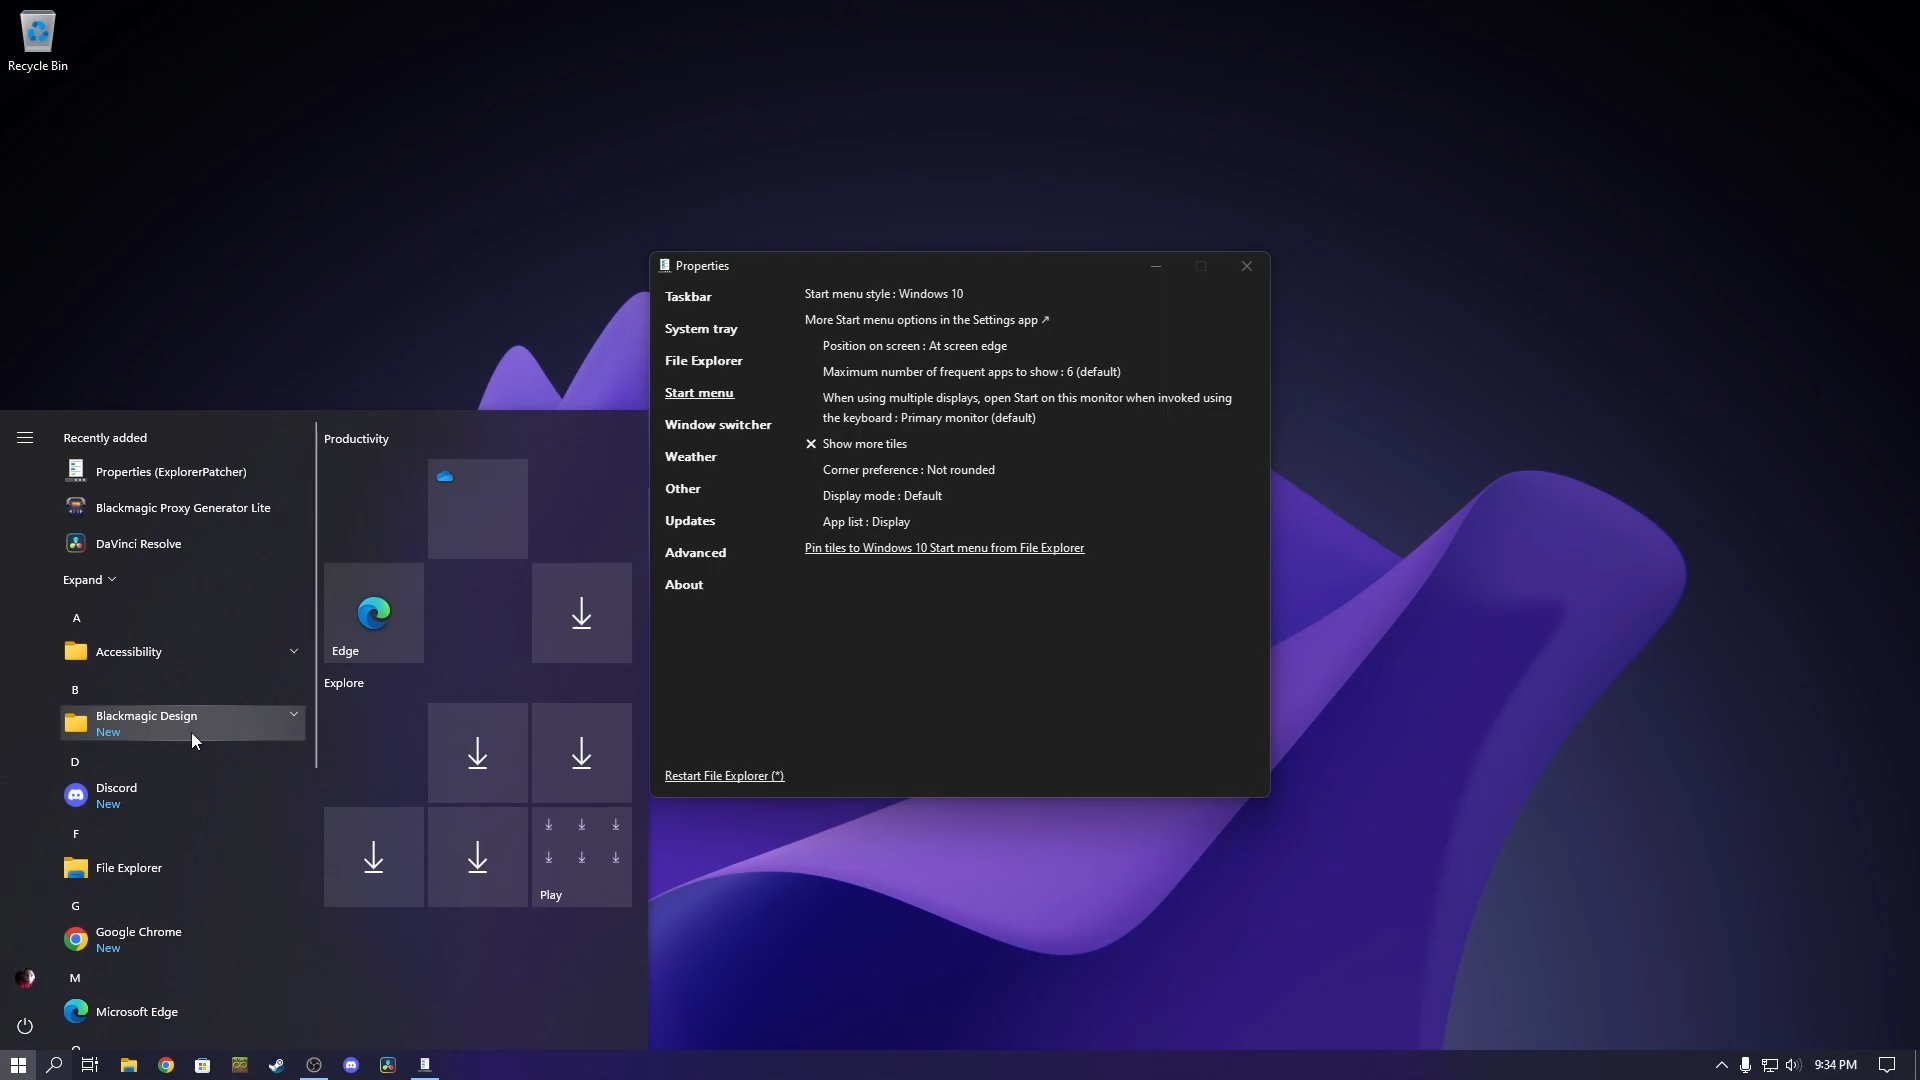 Recycle Bin
Properties
Taskbar
System tray
File Explorer
Start menu
Window switcher
Weather
Other
Updates
Advanced
About
Start menu style : Windows 10
More Start menu options in the Settings app ↗
Position on screen : At screen edge
Maximum number of frequent apps to show : 6 (default)
When using multiple displays, open Start on this monitor when invoked using
the keyboard : Primary monitor (default)
Show more tiles
Corner preference : Not rounded
Display mode : Default
App list : Display
Pin tiles to Windows 10 Start menu from File Explorer
Restart File Explorer (*)
Recently added
Properties (ExplorerPatcher)
Blackmagic Proxy Generator Lite
DaVinci Resolve
Expand
A
Accessibility
B
Blackmagic Design
New
D
Discord
New
F
File Explorer
G
Google Chrome
New
M
Microsoft Edge
Productivity
Edge
Explore
Play
9:34 PM